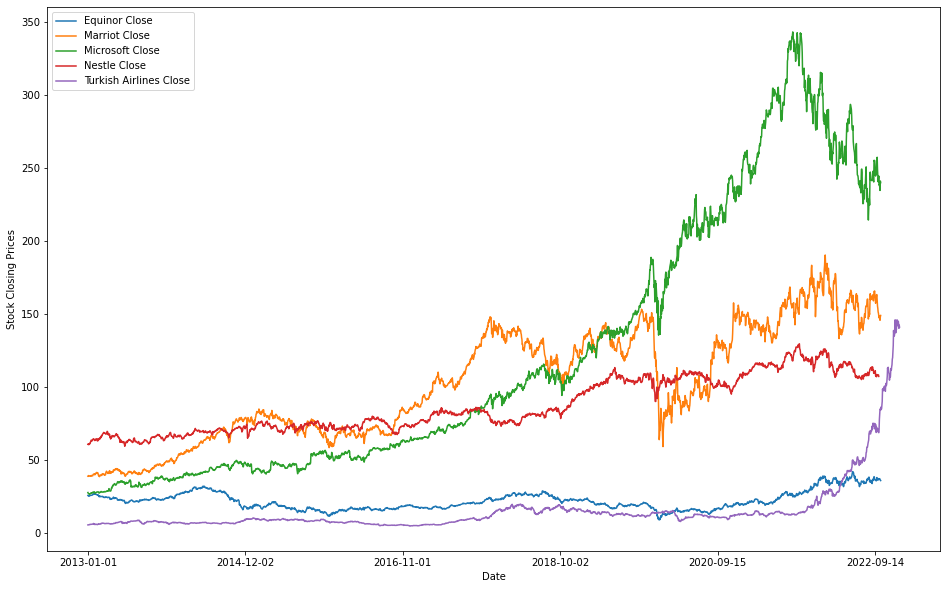 Equinor Close
Marriot Close
Microsoft Close
Nestle Close
Turkish Airlines Close
350
300
250
200
150
100
50
0
Stock Closing Prices
2013-01-01
2014-12-02
2016-11-01
2018-10-02
2020-09-15
2022-09-14
Date